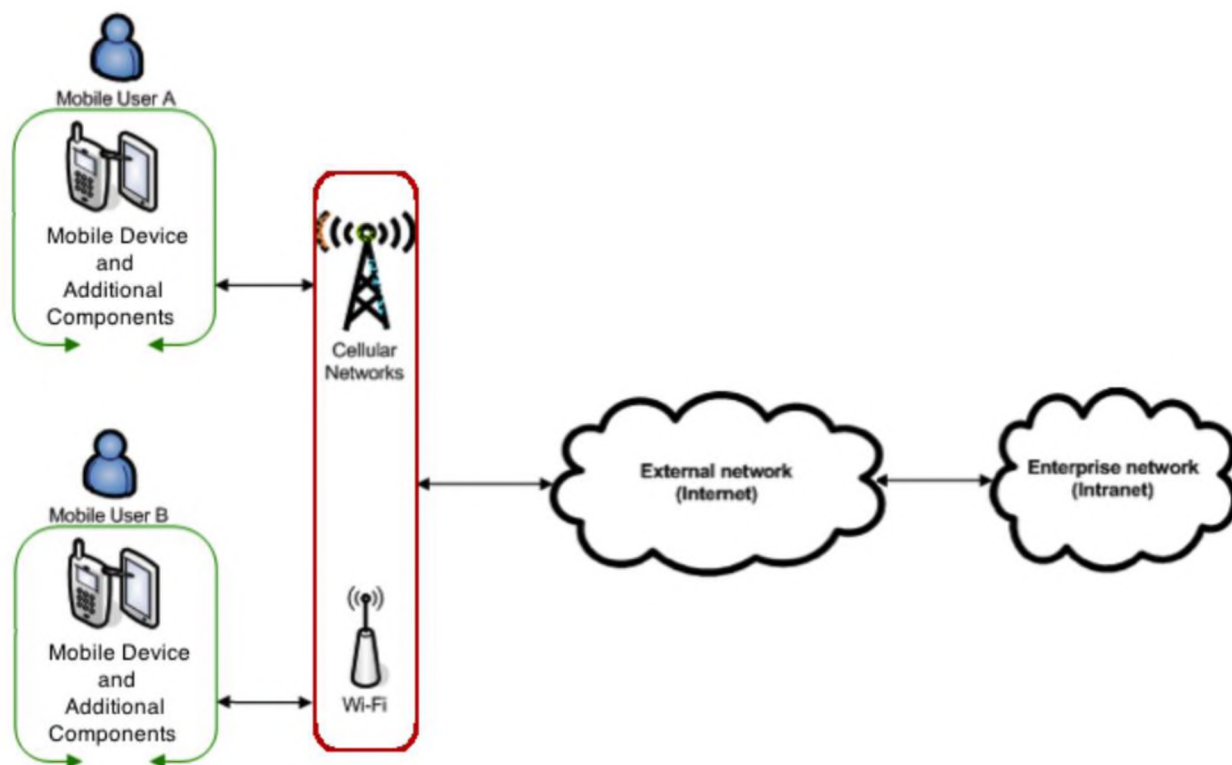 Mobile User A
Mobile Device
and
Additional
Components
Cellular
Networks
External network
(Internet)
Enterprise network
(Intranet)
Mobile User B
Mobile Device
and
Additional
Components
Wi-Fi